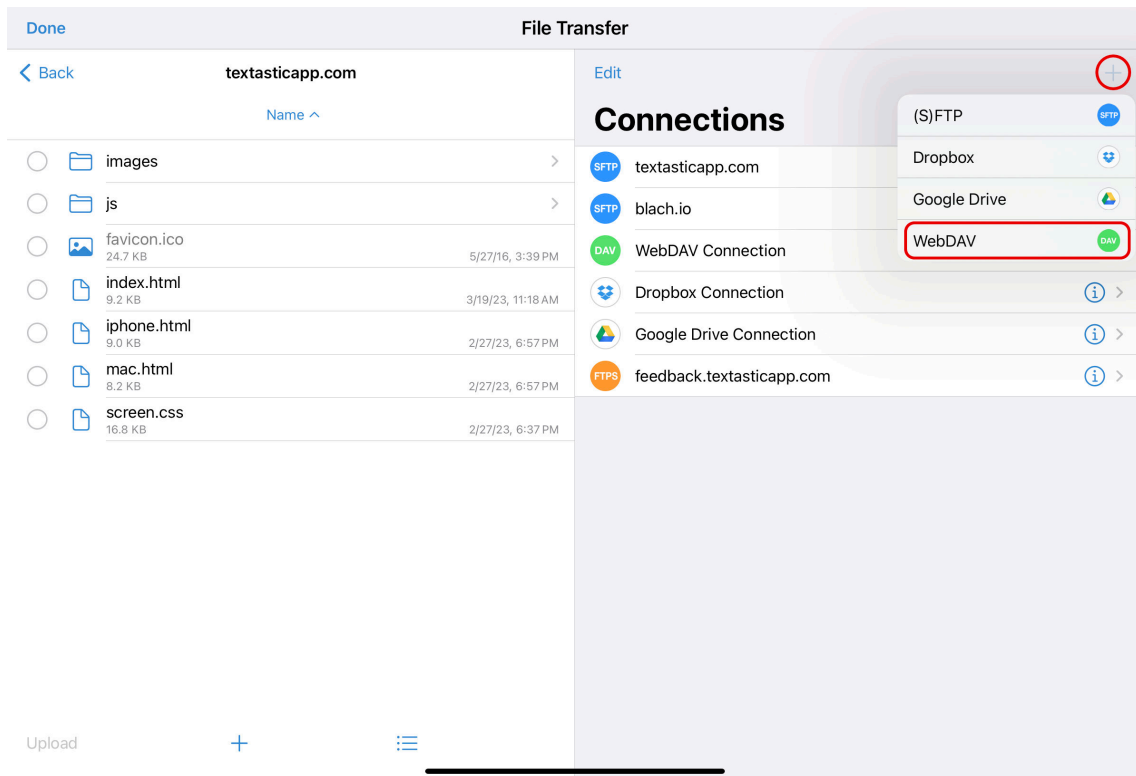 Done
File Transfer
Back
textasticapp.com
Name
images
js
favicon.ico
24.7 KB
5/27/16, 3:39 PM
index.html
9.2 KB
3/19/23, 11:18 AM
iphone.html
9.0 KB
2/27/23, 6:57 PM
mac.html
8.2 KB
2/27/23, 6:57 PM
screen.css
16.8 KB
2/27/23, 6:37 PM
Upload
Edit
Connections
SFTP textasticapp.com
SFTP blach.io
DAV WebDAV Connection
Dropbox Connection
Google Drive Connection
FTPS feedback.textasticapp.com
(S)FTP SFTP
Dropbox
Google Drive
WebDAV DAV